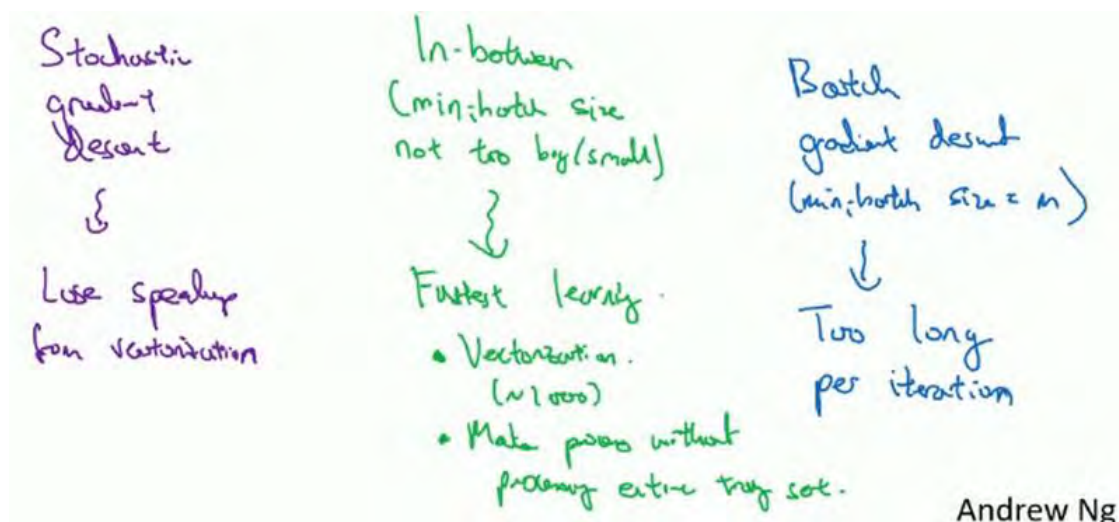 Stochastic
gradient
descent
Lose speedup
from vectorization
In-between
(mini-batch size
not too big/small)
Fastest learning.
• Vectorization.
(~1000)
• Make progress without
processing entire training set.
Batch
gradient descent
(mini-batch size = m)
Too long
per iteration
Andrew Ng